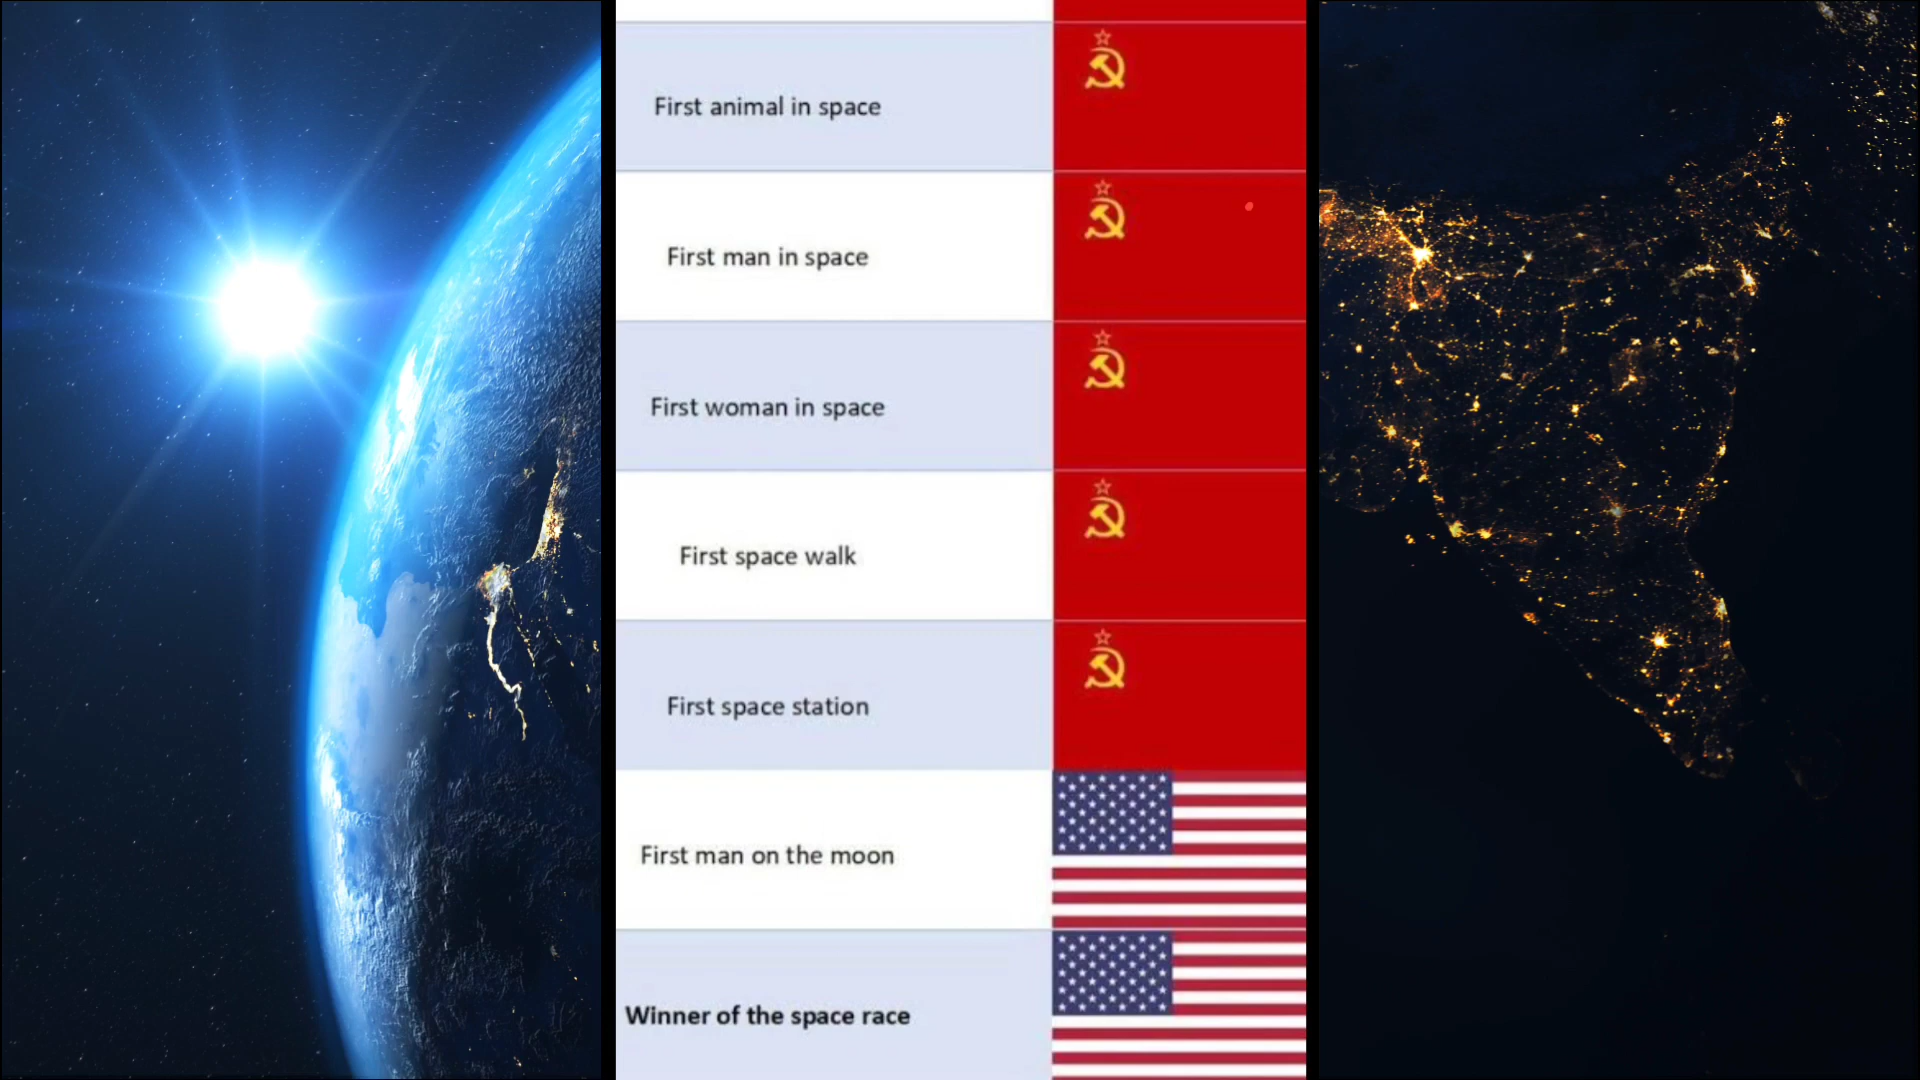 First animal in space
First man in space
First woman in space
First space walk
First space station
First man on the moon
Winner of the space race